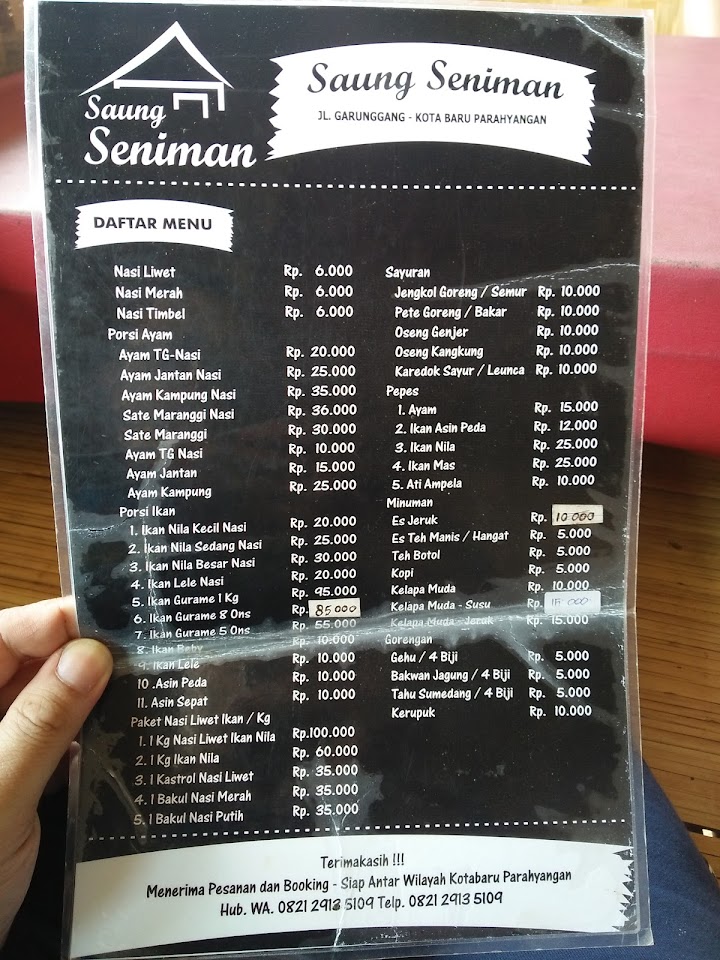 Saung
Seniman
Saung Seniman
JL. GARUNGGANG - KOTA BARU PARAHYANGAN
DAFTAR MENU
Nasi Liwet Rp. 6.000
Nasi Merah Rp. 6.000
Nasi Timbel Rp. 6.000
Porsi Ayam
Ayam TG-Nasi Rp. 20.000
Ayam Jantan Nasi Rp. 25.000
Ayam Kampung Nasi Rp. 35.000
Sate Maranggi Nasi Rp. 36.000
Sate Maranggi Rp. 30.000
Ayam TG Nasi Rp. 10.000
Ayam Jantan Rp. 15.000
Ayam Kampung Rp. 25.000
Porsi Ikan
1. Ikan Nila Kecil Nasi Rp. 20.000
2. Ikan Nila Sedang Nasi Rp. 25.000
3. Ikan Nila Besar Nasi Rp. 30.000
4. Ikan Lele Nasi Rp. 20.000
5. Ikan Gurame 1 Kg Rp. 95.000
6. Ikan Gurame 8 Ons Rp. 85000
7. Ikan Gurame 5 Ons Rp. 55.000
8. Ikan Baby Rp. 10.000
9. Ikan Lele Rp. 10.000
10 .Asin Peda Rp. 10.000
11. Asin Sepat Rp. 10.000
Paket Nasi Liwet Ikan / Kg
1. 1 Kg Nasi Liwet Ikan Nila Rp.100.000
2. 1 Kg Ikan Nila Rp. 60.000
3. 1 Kastrol Nasi Liwet Rp. 35.000
4. 1 Bakul Nasi Merah Rp. 35.000
5. 1 Bakul Nasi Putih Rp. 35.000
Sayuran
Jengkol Goreng / Semur Rp. 10.000
Pete Goreng / Bakar Rp. 10.000
Oseng Genjer Rp. 10.000
Oseng Kangkung Rp. 10.000
Karedok Sayur / Leunca Rp. 10.000
Pepes
1. Ayam Rp. 15.000
2. Ikan Asin Peda Rp. 12.000
3. Ikan Nila Rp. 25.000
4. Ikan Mas Rp. 25.000
5. Ati Ampela Rp. 10.000
Minuman
Es Jeruk Rp. 10 000
Es Teh Manis / Hangat Rp. 5.000
Teh Botol Rp. 5.000
Kopi Rp. 5.000
Kelapa Muda Rp. 10.000
Kelapa Muda - Susu Rp. 000
Kelapa Muda - Jeruk Rp. 15.000
Gorengan
Gehu / 4 Biji Rp. 5.000
Bakwan Jagung / 4 Biji Rp. 5.000
Tahu Sumedang / 4 Biji Rp. 5.000
Kerupuk Rp. 10.000
Terimakasih !!!
Menerima Pesanan dan Booking - Siap Antar Wilayah Kotabaru Parahyangan
Hub. WA. 0821 2913 5109 Telp. 0821 2913 5109